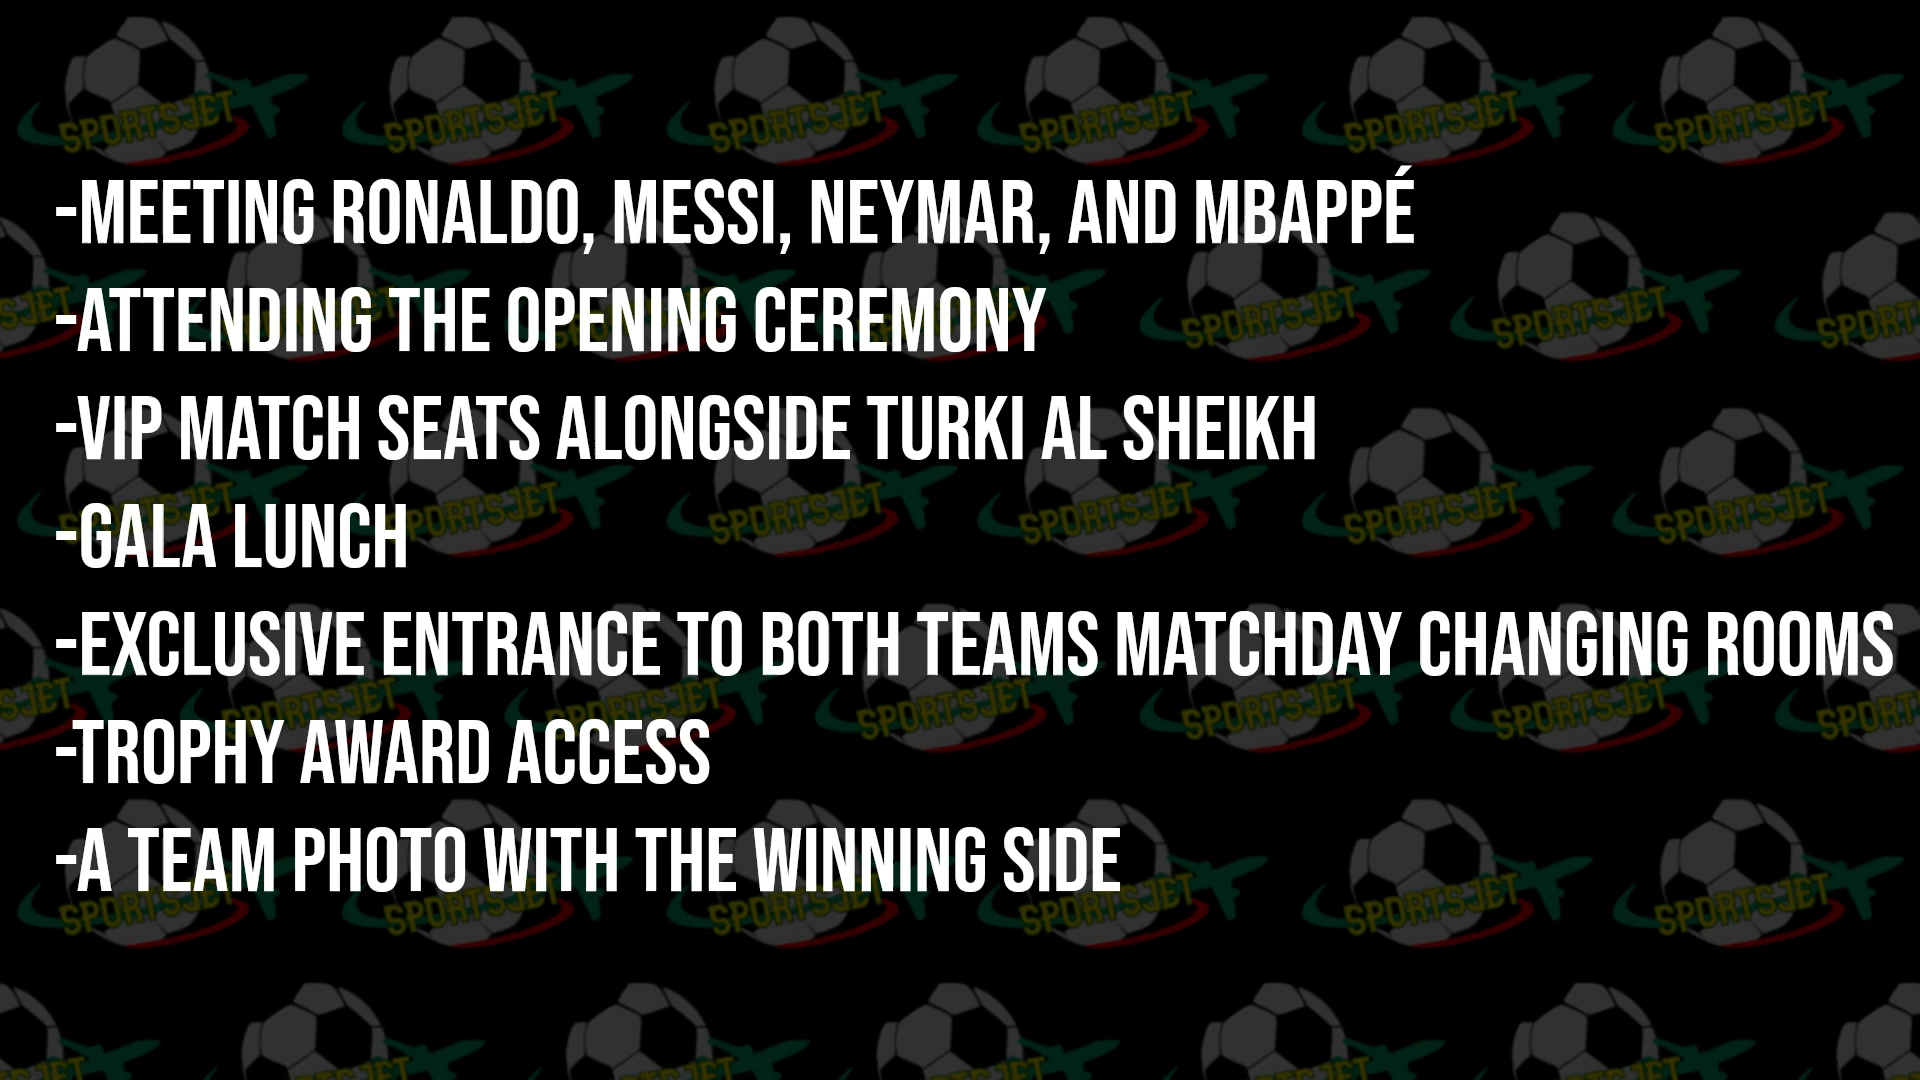 -MEETING RONALDO, MESSI, NEYMAR, AND MBAPPÉ
-ATTENDING THE OPENING CEREMONY
-VIP MATCH SEATS ALONGSIDE TURKI AL SHEIKH
-GALA LUNCH
-EXCLUSIVE ENTRANCE TO BOTH TEAMS MATCHDAY CHANGING ROOMS
-TROPHY AWARD ACCESS
-A TEAM PHOTO WITH THE WINNING SIDE
SPORTSJET